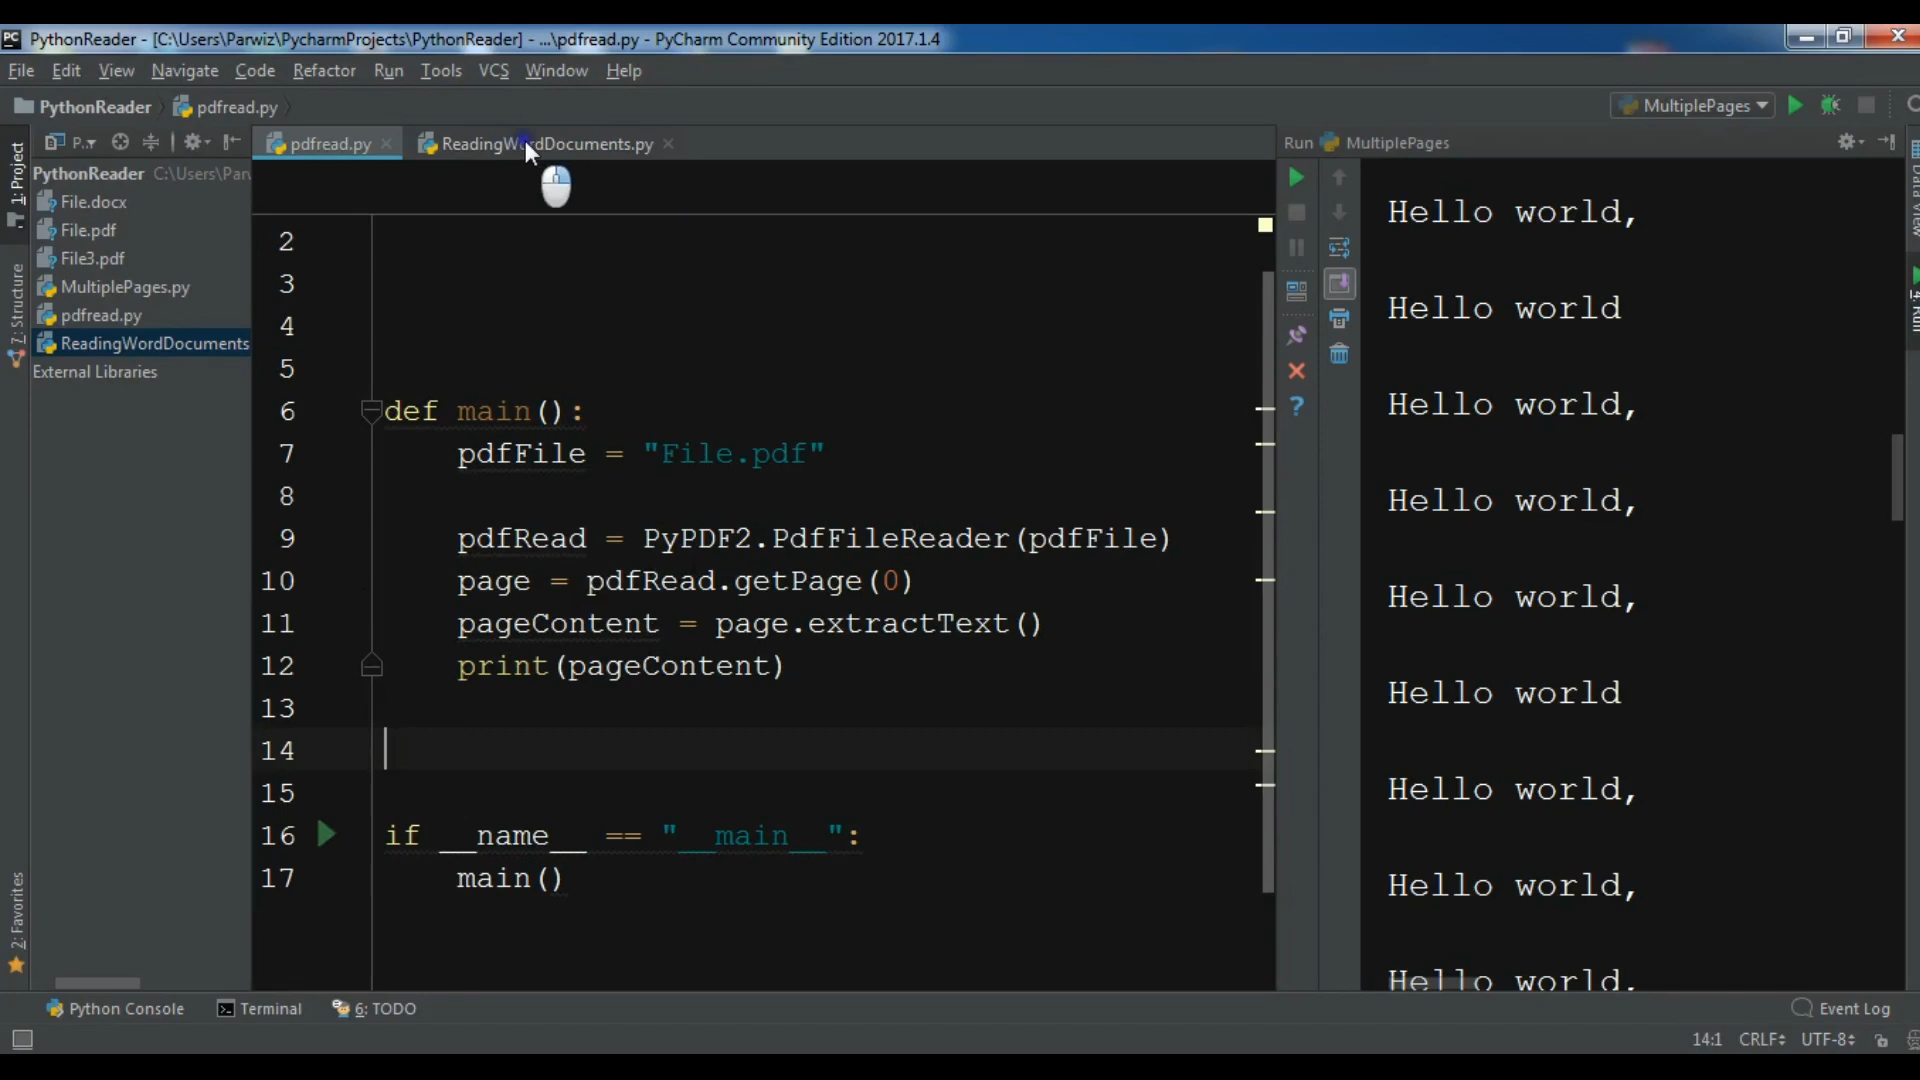 PythonReader - [C:\Users\Parwiz\PycharmProjects\PythonReader] - ...\pdfread.py - PyCharm Community Edition 2017.1.4
File Edit View Navigate Code Refactor Run Tools VCS Window Help
PythonReader pdfread.py MultiplePages
P.. pdfread.py ReadingWordDocuments.py Run MultiplePages
1: Project
7: Structure
2: Favorites
PythonReader C:\Users\Parw
File.docx
File.pdf
File3.pdf
MultiplePages.py
pdfread.py
ReadingWordDocuments
External Libraries
2
3
4
5
6 def main():
7 pdfFile = "File.pdf"
8
9 pdfRead = PyPDF2.PdfFileReader(pdfFile)
10 page = pdfRead.getPage(0)
11 pageContent = page.extractText()
12 print(pageContent)
13
14
15
16 if __name__ == "__main__":
17 main()
Hello world,
Hello world
Hello world,
Hello world,
Hello world,
Hello world
Hello world,
Hello world,
Hello world,
Data View
4: Run
Python Console Terminal 6: TODO Event Log
14:1 CRLF UTF-8